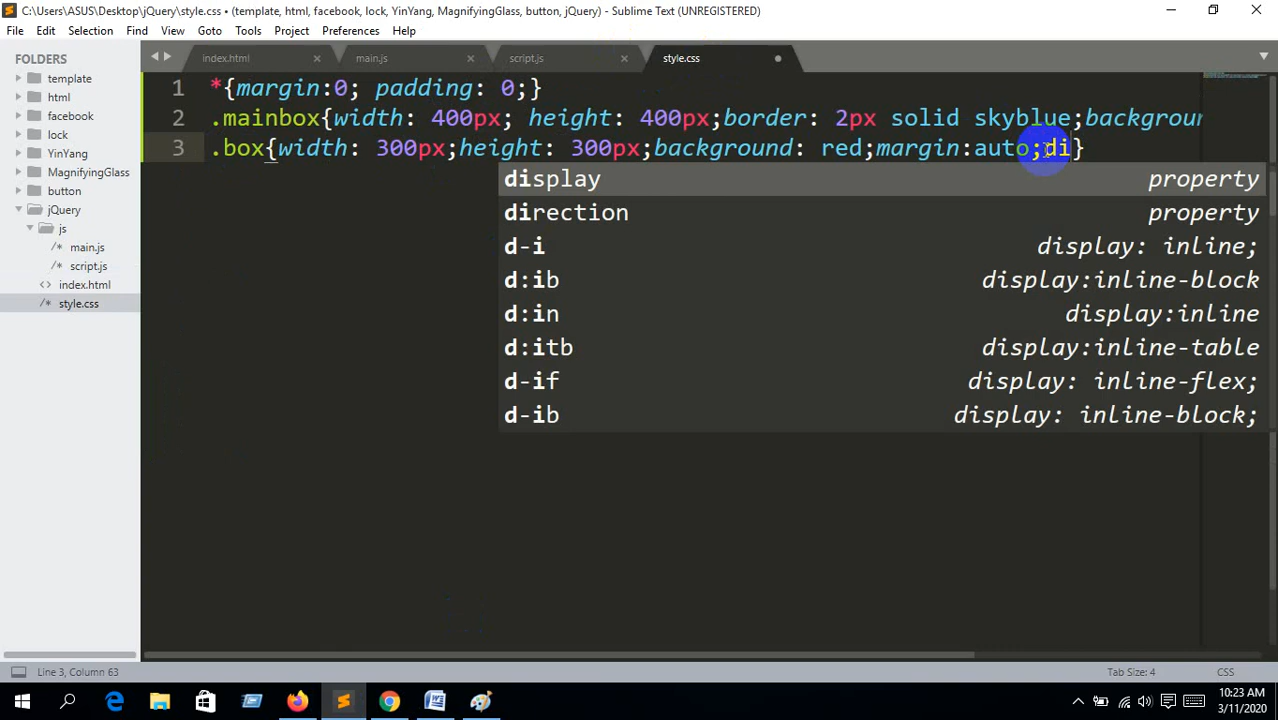 C:\Users\ASUS\Desktop\jQuery\style.css • (template, html, facebook, lock, YinYang, MagnifyingGlass, button, jQuery) - Sublime Text (UNREGISTERED)
File Edit Selection Find View Goto Tools Project Preferences Help
FOLDERS
template
html
facebook
lock
YinYang
MagnifyingGlass
button
jQuery
js
/* main.js
/* script.js
<> index.html
/* style.css
index.html × main.js × script.js × style.css
1 *{margin:0; padding: 0;}
2 .mainbox{width: 400px; height: 400px;border: 2px solid skyblue;backgroun
3 .box{width: 300px;height: 300px;background: red;margin:auto;di}
display property
direction property
d-i display: inline;
d:ib display:inline-block
d:in display:inline
d:itb display:inline-table
d-if display: inline-flex;
d-ib display: inline-block;
Line 3, Column 63 Tab Size: 4 CSS
10:23 AM
3/11/2020